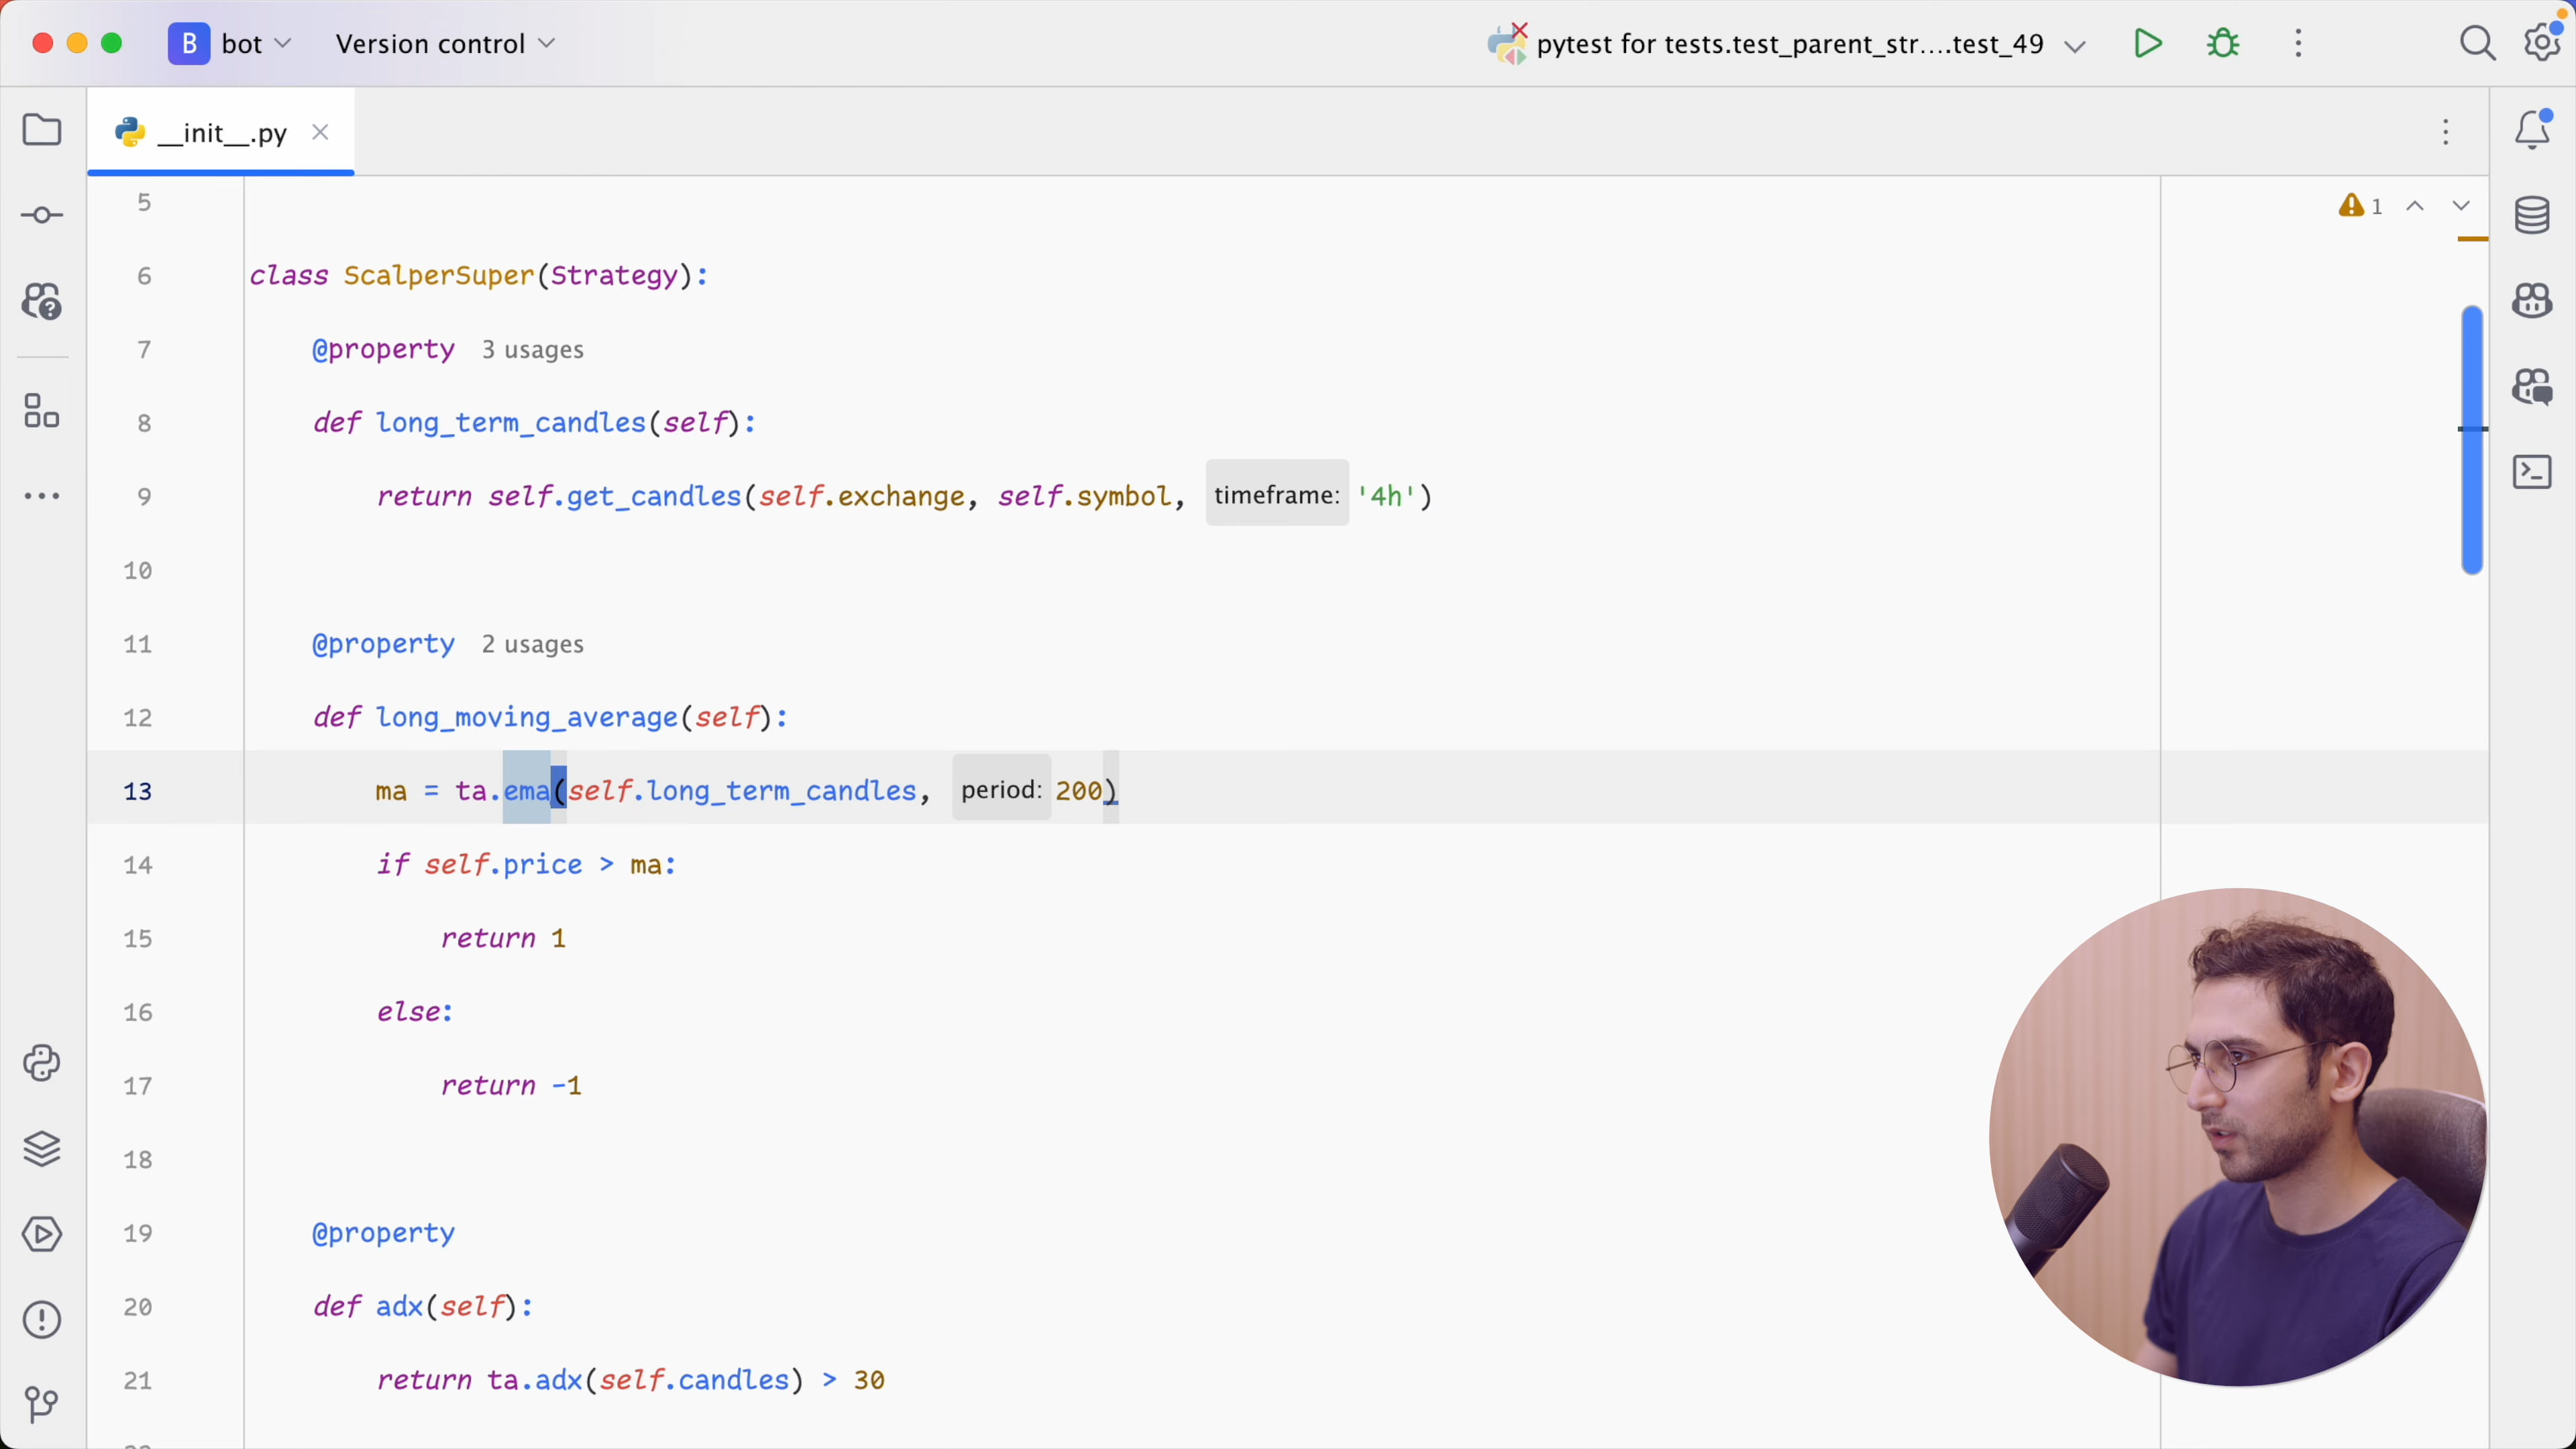 B bot Version control pytest for tests.test_parent_str....test_49
__init__.py
1
5
6 class ScalperSuper(Strategy):
7 @property 3 usages
8 def long_term_candles(self):
9 return self.get_candles(self.exchange, self.symbol, timeframe: '4h')
10
11 @property 2 usages
12 def long_moving_average(self):
13 ma = ta.ema(self.long_term_candles, period: 200)
14 if self.price > ma:
15 return 1
16 else:
17 return -1
18
19 @property
20 def adx(self):
21 return ta.adx(self.candles) > 30